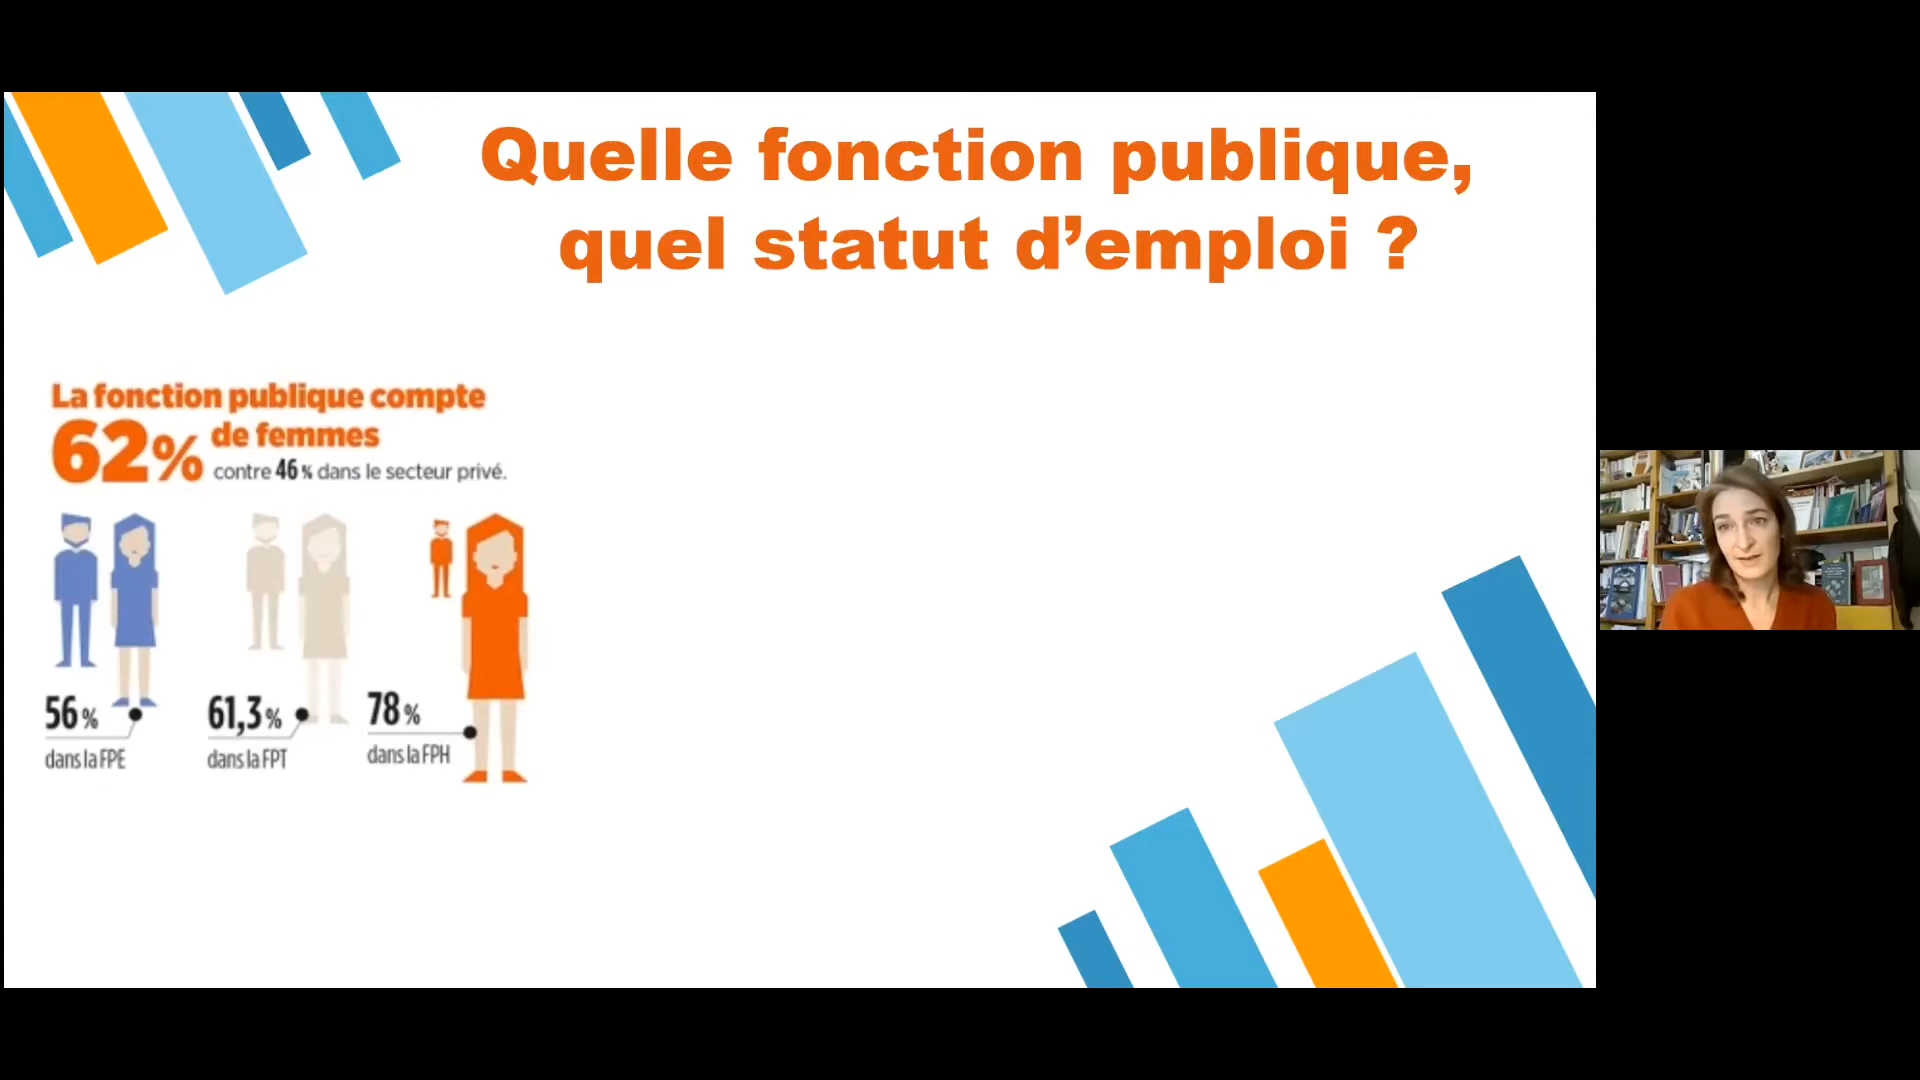 Quelle fonction publique,
quel statut d’emploi ?
La fonction publique compte
62% de femmes
contre 46 % dans le secteur privé.
56 %
dans la FPE
61,3 %
dans la FPT
78 %
dans la FPH